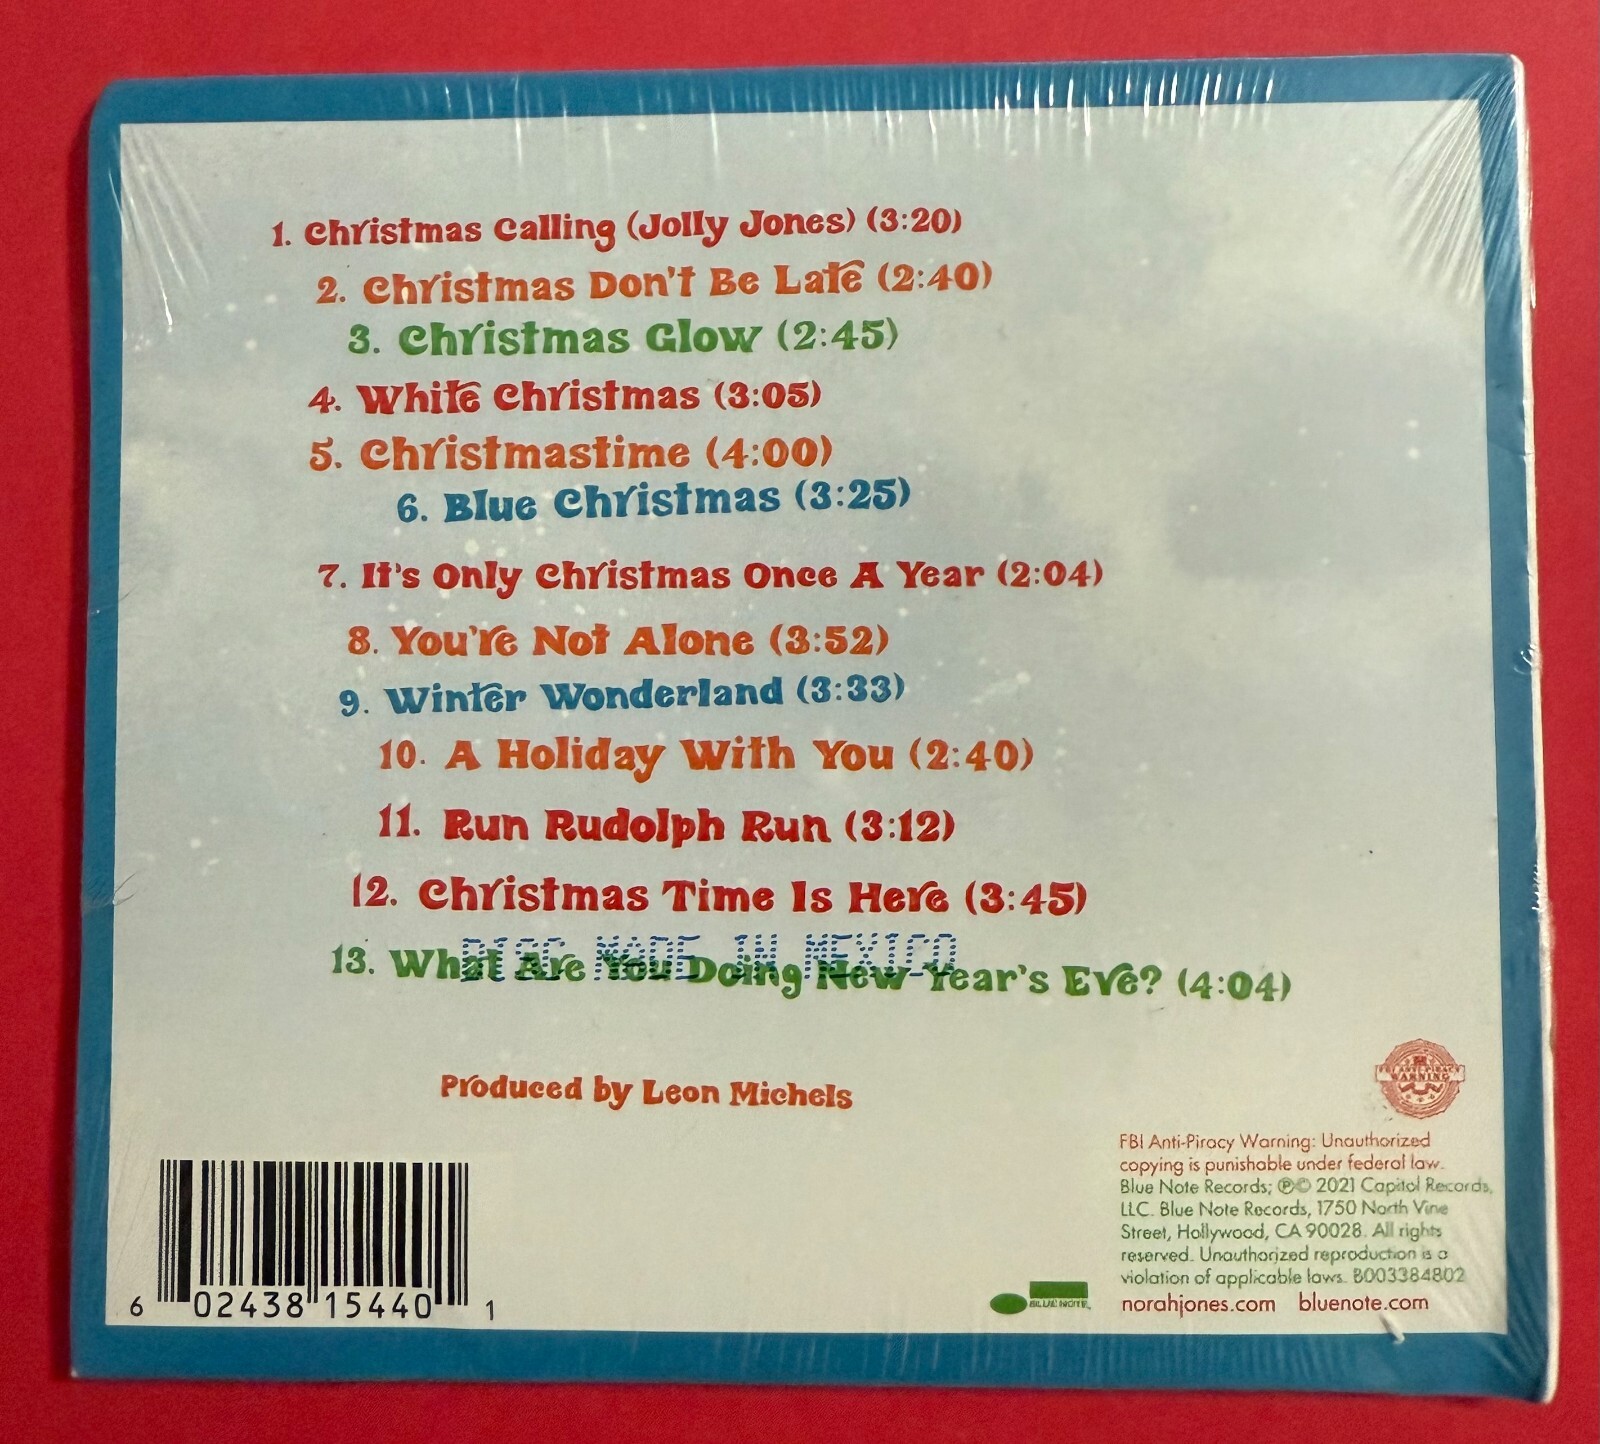 1. Christmas Calling (Jolly Jones) (3:20)
2. Christmas Don't Be Late (2:40)
3. Christmas Glow (2:45)
4. White Christmas (3:05)
5. Christmastime (4:00)
6. Blue Christmas (3:25)
7. It's Only Christmas Once A Year (2:04)
8. You're Not Alone (3:52)
9. Winter Wonderland (3:33)
10. A Holiday With You (2:40)
11. Run Rudolph Run (3:12)
12. Christmas Time Is Here (3:45)
DISC MADE IN MEXICO
13. What Are You Doing New Year's Eve? (4:04)
Produced by Leon Michels
FBI ANTI-PIRACY
WARNING
FBI Anti-Piracy Warning: Unauthorized
copying is punishable under federal law.
Blue Note Records; ℗© 2021 Capitol Records,
LLC. Blue Note Records, 1750 North Vine
Street, Hollywood, CA 90028. All rights
reserved. Unauthorized reproduction is a
violation of applicable laws. B003384802
norahjones.com bluenote.com
BLUE NOTE
6 02438 15440 1